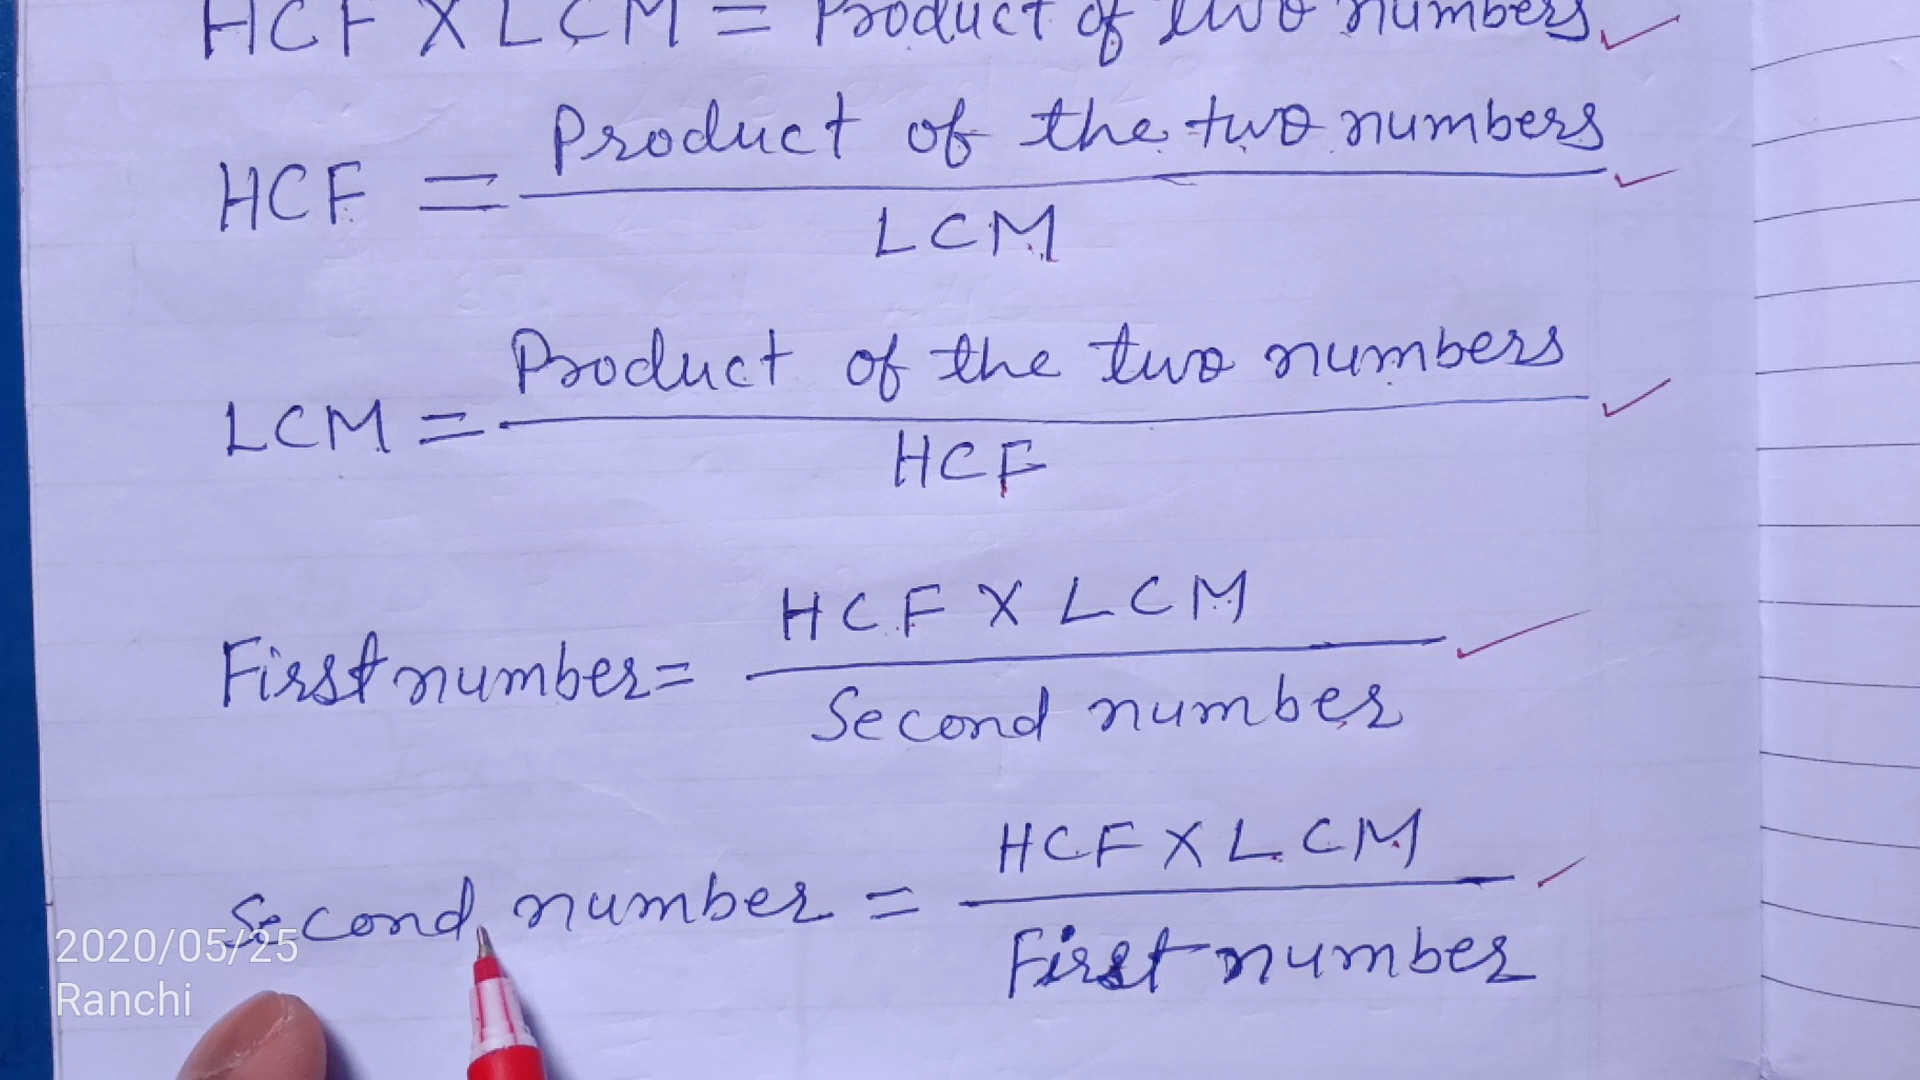 HCF X LCM = Product of two numbers
Product of the two numbers
HCF =
LCM
Product of the two numbers
LCM =
HCF
HCF X LCM
First number =
Second number
HCF X LCM
Second number =
First number
2020/05/25
Ranchi